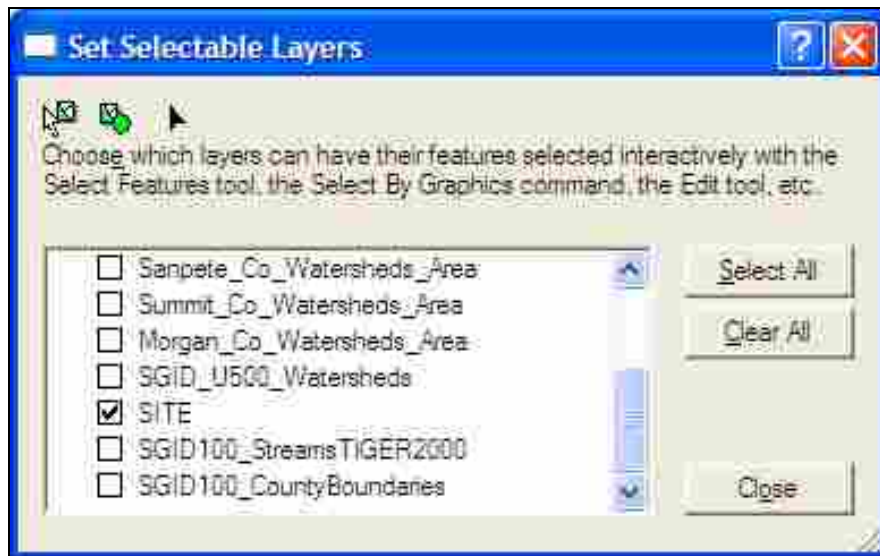 Set Selectable Layers
Choose which layers can have their features selected interactively with the
Select Features tool, the Select By Graphics command, the Edit tool, etc.
Sanpete_Co_Watersheds_Area
Summit_Co_Watersheds_Area
Morgan_Co_Watersheds_Area
SGID_U500_Watersheds
SITE
SGID100_StreamsTIGER2000
SGID100_CountyBoundaries
Select All
Clear All
Close